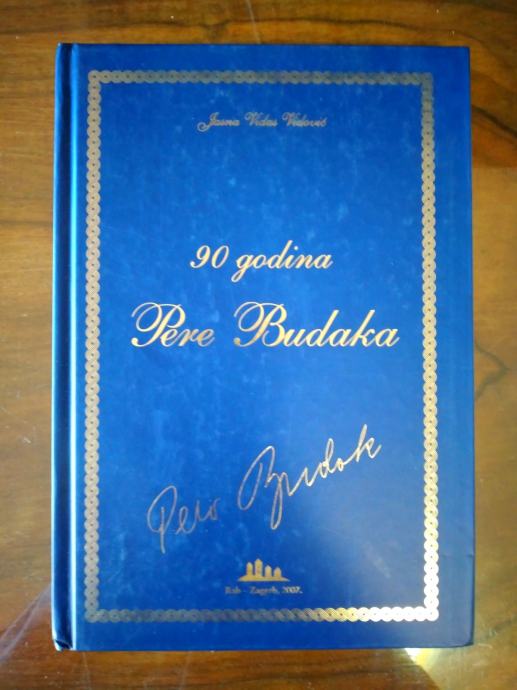 Jasna Vidas Vidović
90 godina
Pere Budaka
Pero Budak
Rab - Zagreb, 2007.